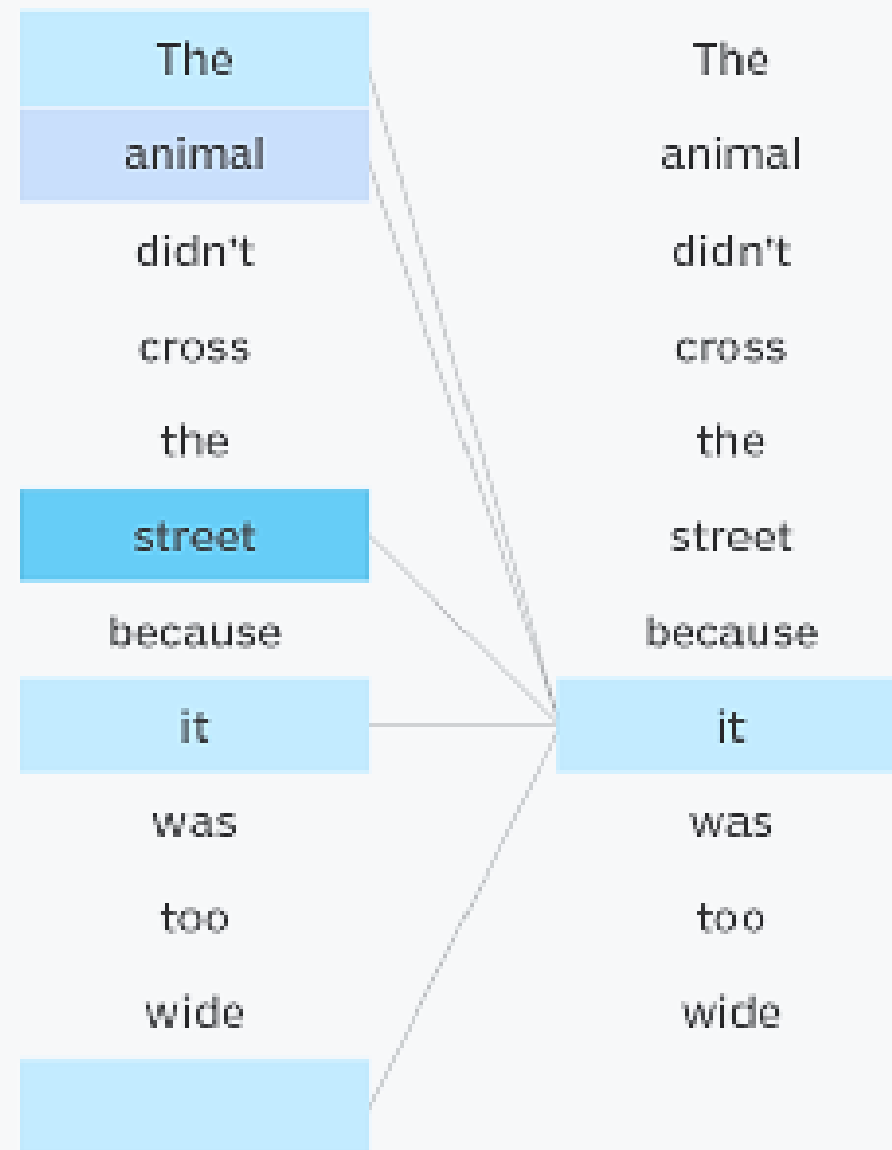 The The
animal animal
didn't didn't
cross cross
the the
street street
because because
it it
was was
too too
wide wide